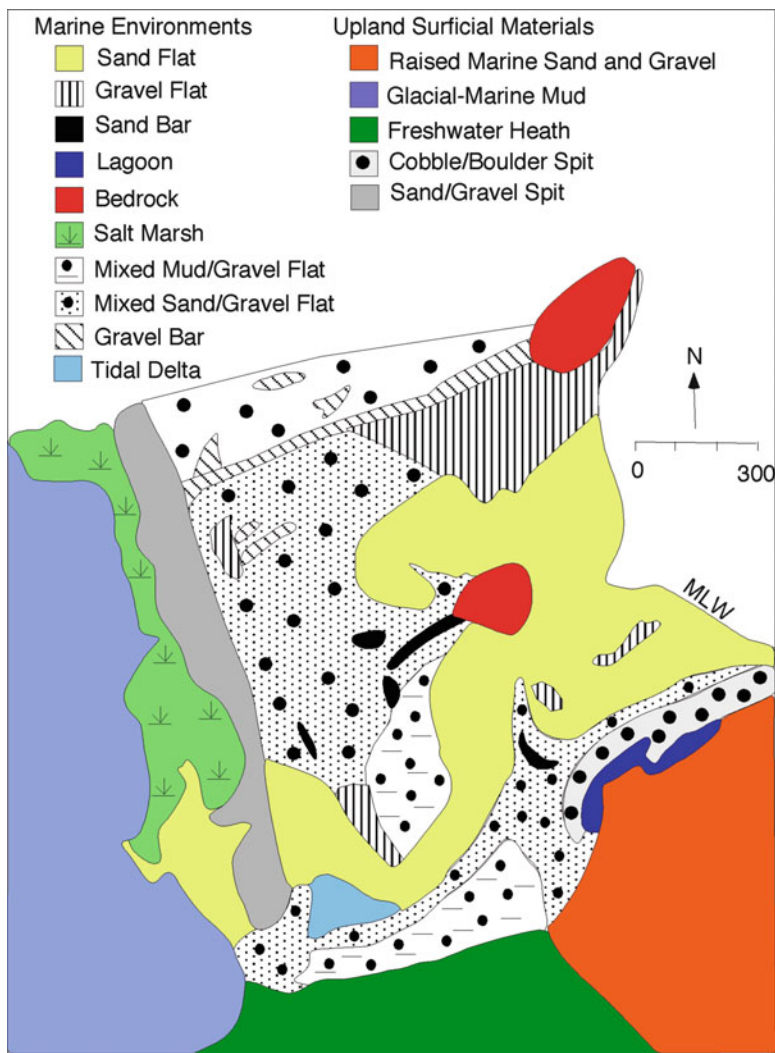 Marine Environments
Sand Flat
Gravel Flat
Sand Bar
Lagoon
Bedrock
Salt Marsh
Mixed Mud/Gravel Flat
Mixed Sand/Gravel Flat
Gravel Bar
Tidal Delta
Upland Surficial Materials
Raised Marine Sand and Gravel
Glacial-Marine Mud
Freshwater Heath
Cobble/Boulder Spit
Sand/Gravel Spit
N
0 300
MLW